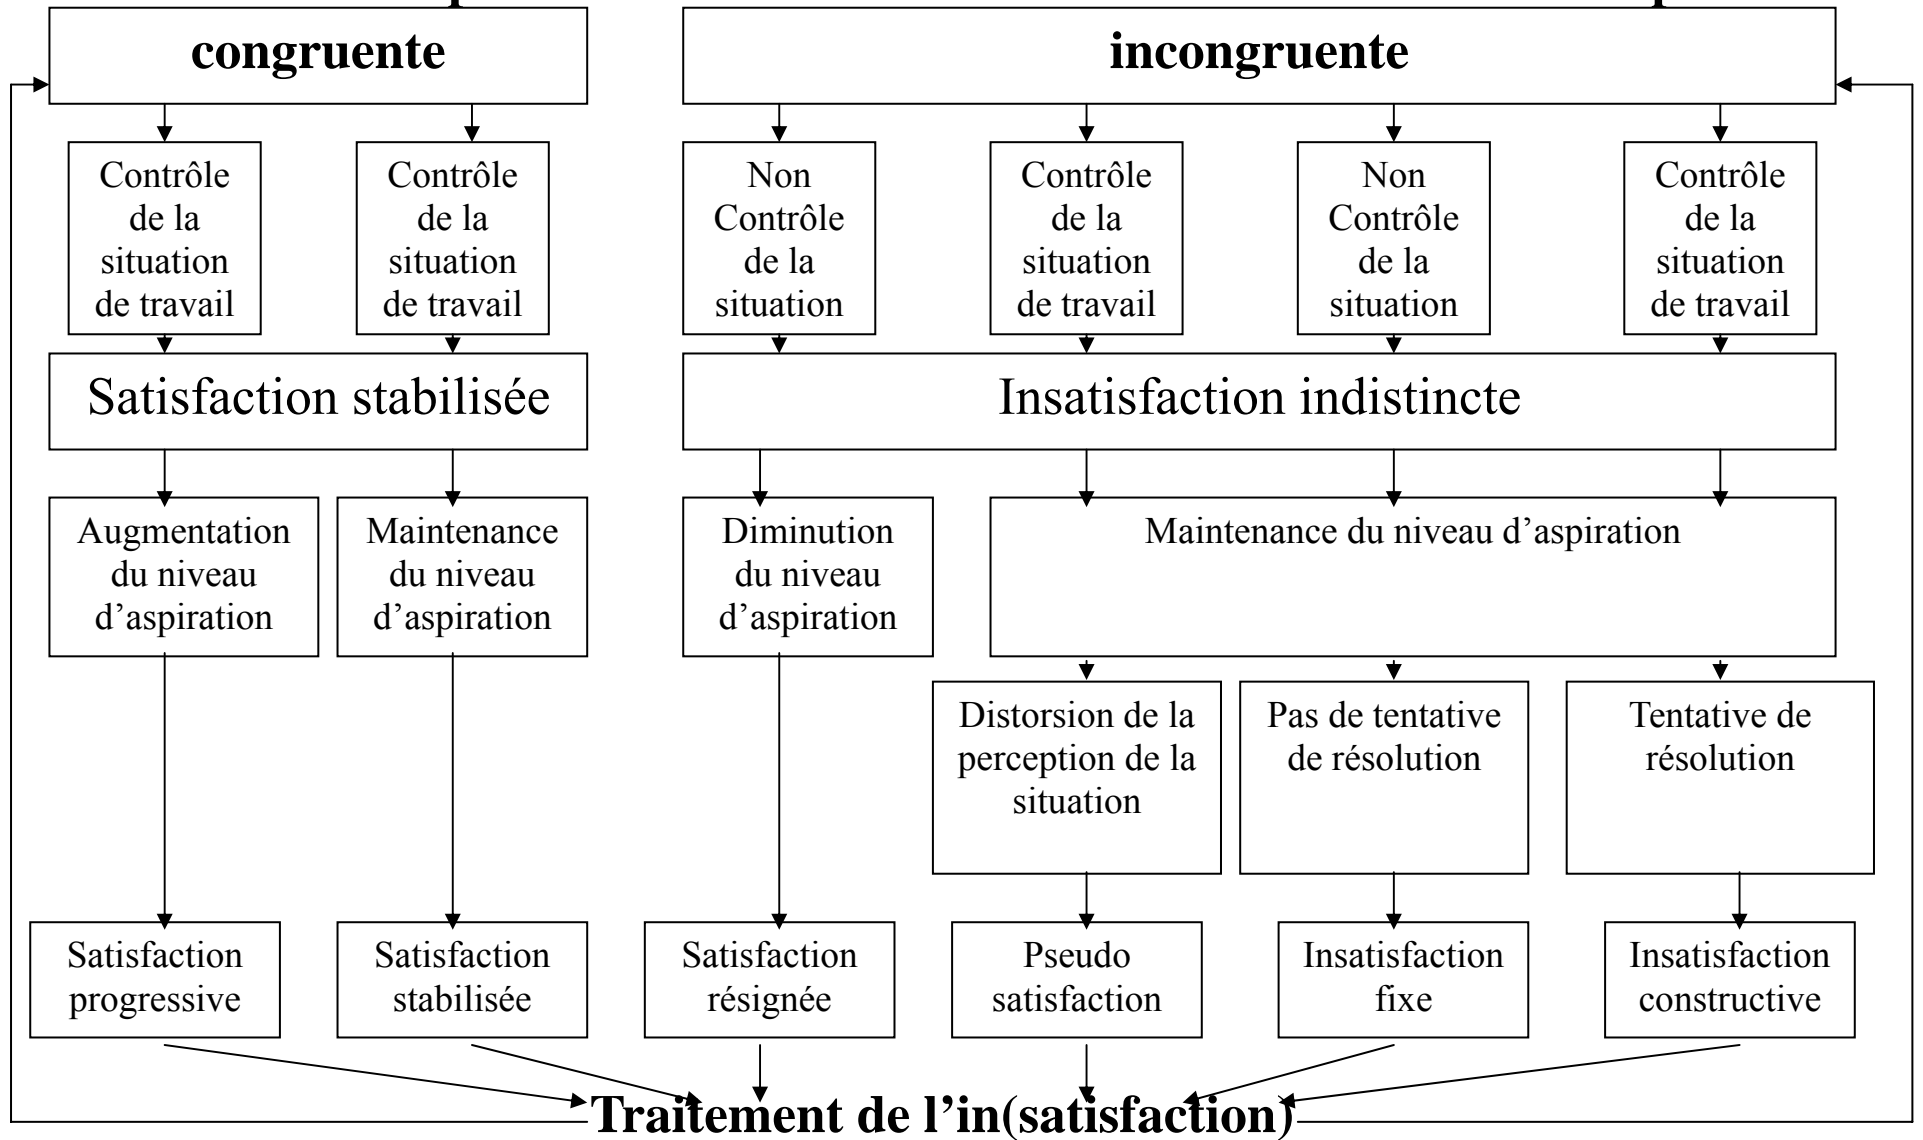 congruente
incongruente
Contrôle
de la
situation
de travail
Contrôle
de la
situation
de travail
Non
Contrôle
de la
situation
Contrôle
de la
situation
de travail
Non
Contrôle
de la
situation
Contrôle
de la
situation
de travail
Satisfaction stabilisée
Insatisfaction indistincte
Augmentation
du niveau
d’aspiration
Maintenance
du niveau
d’aspiration
Diminution
du niveau
d’aspiration
Maintenance du niveau d’aspiration
Distorsion de la
perception de la
situation
Pas de tentative
de résolution
Tentative de
résolution
Satisfaction
progressive
Satisfaction
stabilisée
Satisfaction
résignée
Pseudo
satisfaction
Insatisfaction
fixe
Insatisfaction
constructive
Traitement de l’in(satisfaction)